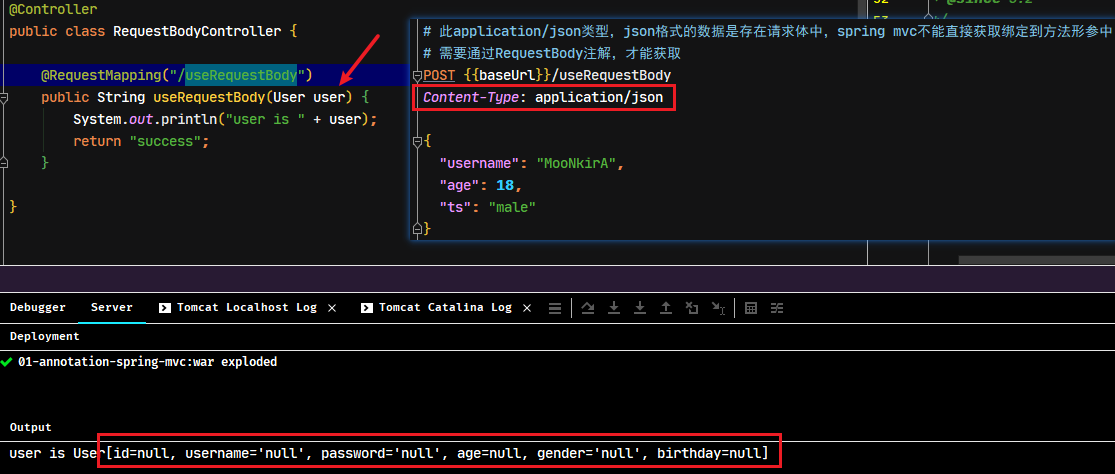 @Controller
public class RequestBodyController {
@RequestMapping("/useRequestBody")
public String useRequestBody(User user) {
System.out.println("user is " + user);
return "success";
}
}
53
@since 3.2
# 此application/json类型，json格式的数据是存在请求体中，spring mvc不能直接获取绑定到方法形参中
# 需要通过RequestBody注解，才能获取
POST {{baseUrl}}/useRequestBody
Content-Type: application/json
{
"username": "MooNkirA",
"age": 18,
"ts": "male"
}
Debugger Server Tomcat Localhost Log × Tomcat Catalina Log ×
Deployment
01-annotation-spring-mvc:war exploded
Output
user is User[id=null, username='null', password='null', age=null, gender='null', birthday=null]